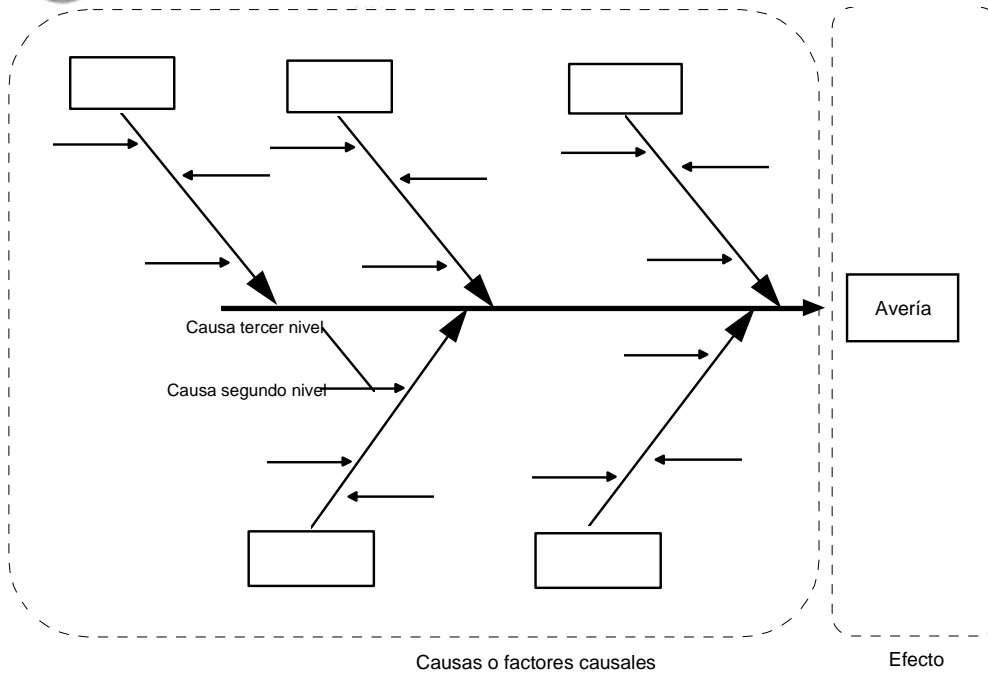 Avería
Causa tercer nivel
Causa segundo nivel
Causas o factores causales
Efecto